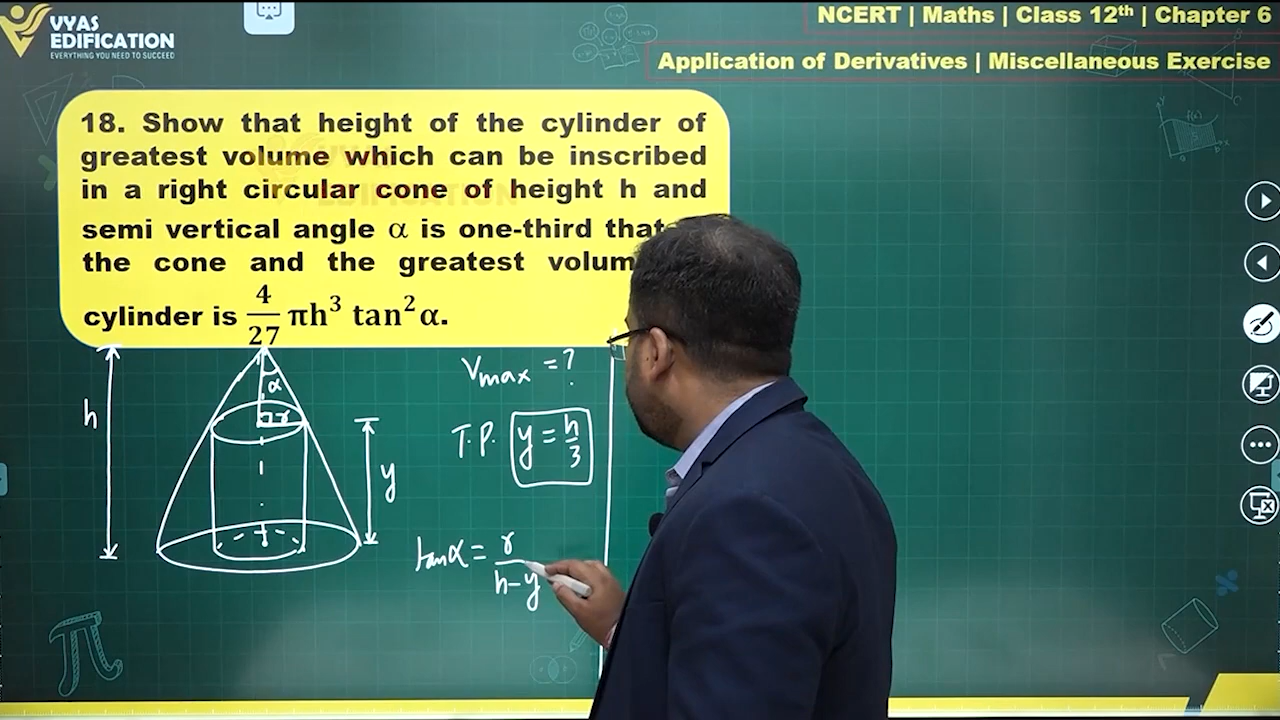 VYAS
EDIFICATION
EVERYTHING YOU NEED TO SUCCEED
NCERT | Maths | Class 12th | Chapter 6
Application of Derivatives | Miscellaneous Exercise
18. Show that height of the cylinder of
greatest volume which can be inscribed
in a right circular cone of height h and
semi vertical angle α is one-third that
the cone and the greatest volum
cylinder is 4/27 πh³ tan²α.
h
α
r
y
Vmax = ?
T.P. y = h/3
tanα = r/h-y